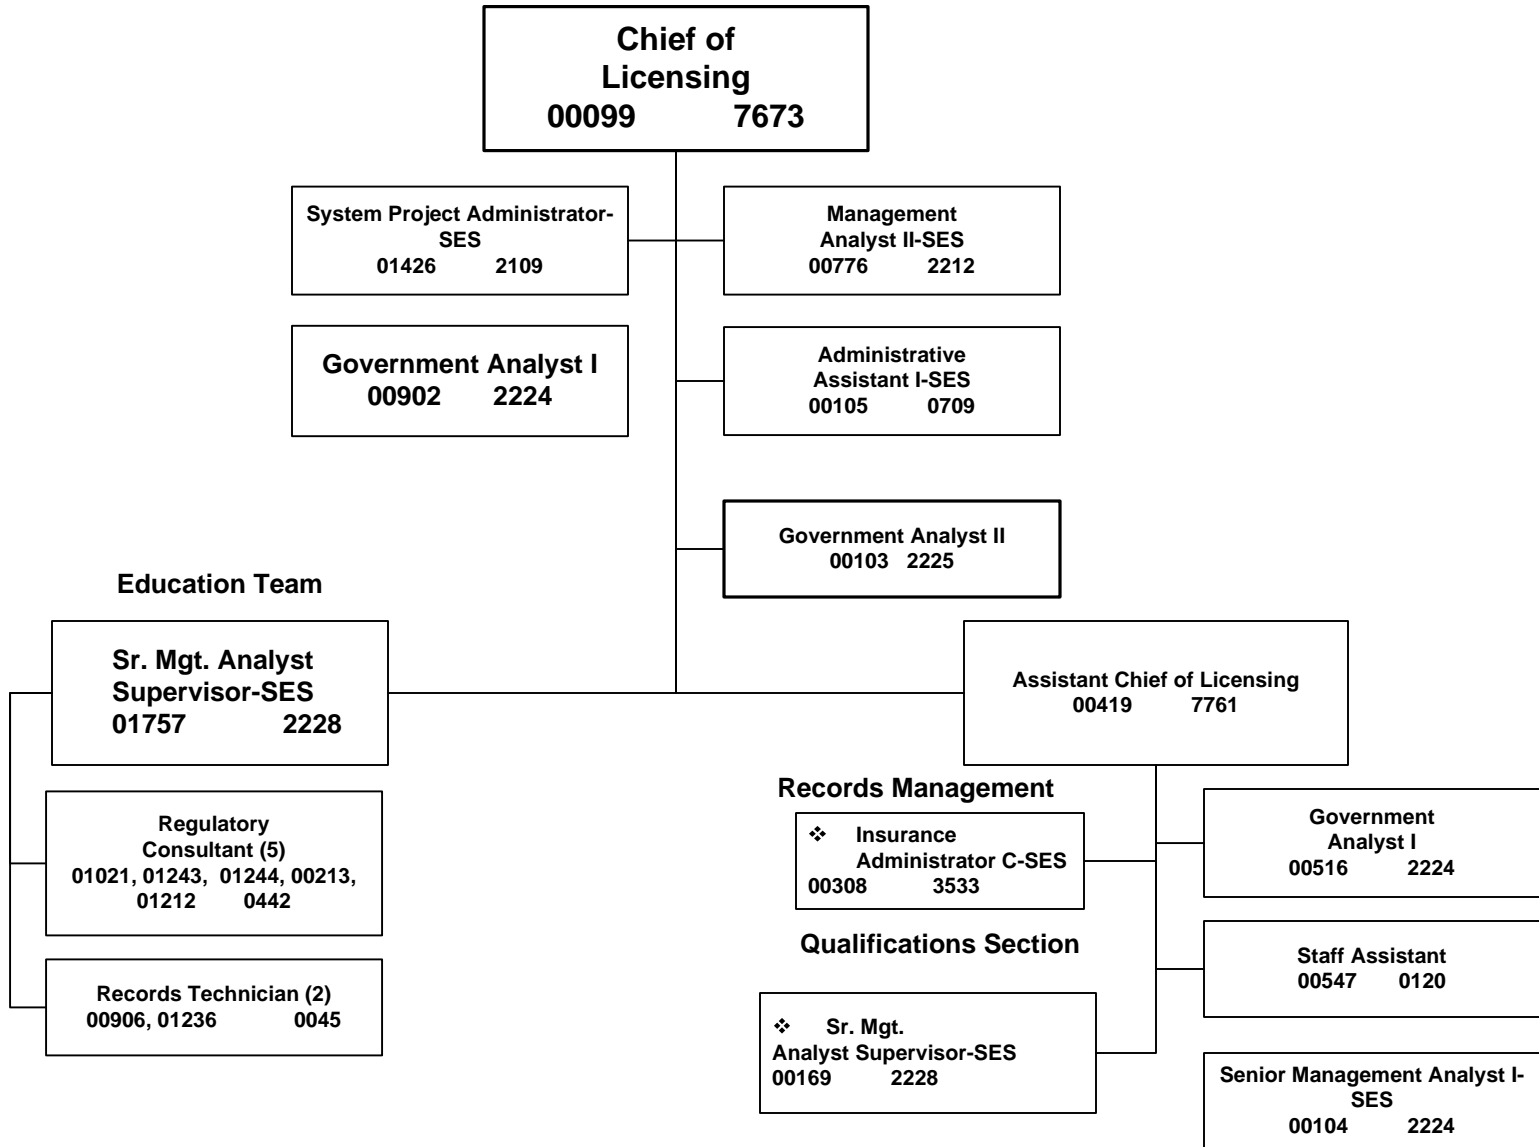 Chief of
Licensing
00099 7673
System Project Administrator-
SES
01426 2109
Management
Analyst II-SES
00776 2212
Government Analyst I
00902 2224
Administrative
Assistant I-SES
00105 0709
Government Analyst II
00103 2225
Education Team
Sr. Mgt. Analyst
Supervisor-SES
01757 2228
Assistant Chief of Licensing
00419 7761
Regulatory
Consultant (5)
01021, 01243, 01244, 00213,
01212 0442
Records Technician (2)
00906, 01236 0045
Records Management
❖ Insurance
Administrator C-SES
00308 3533
Government
Analyst I
00516 2224
Qualifications Section
❖ Sr. Mgt.
Analyst Supervisor-SES
00169 2228
Staff Assistant
00547 0120
Senior Management Analyst I-
SES
00104 2224